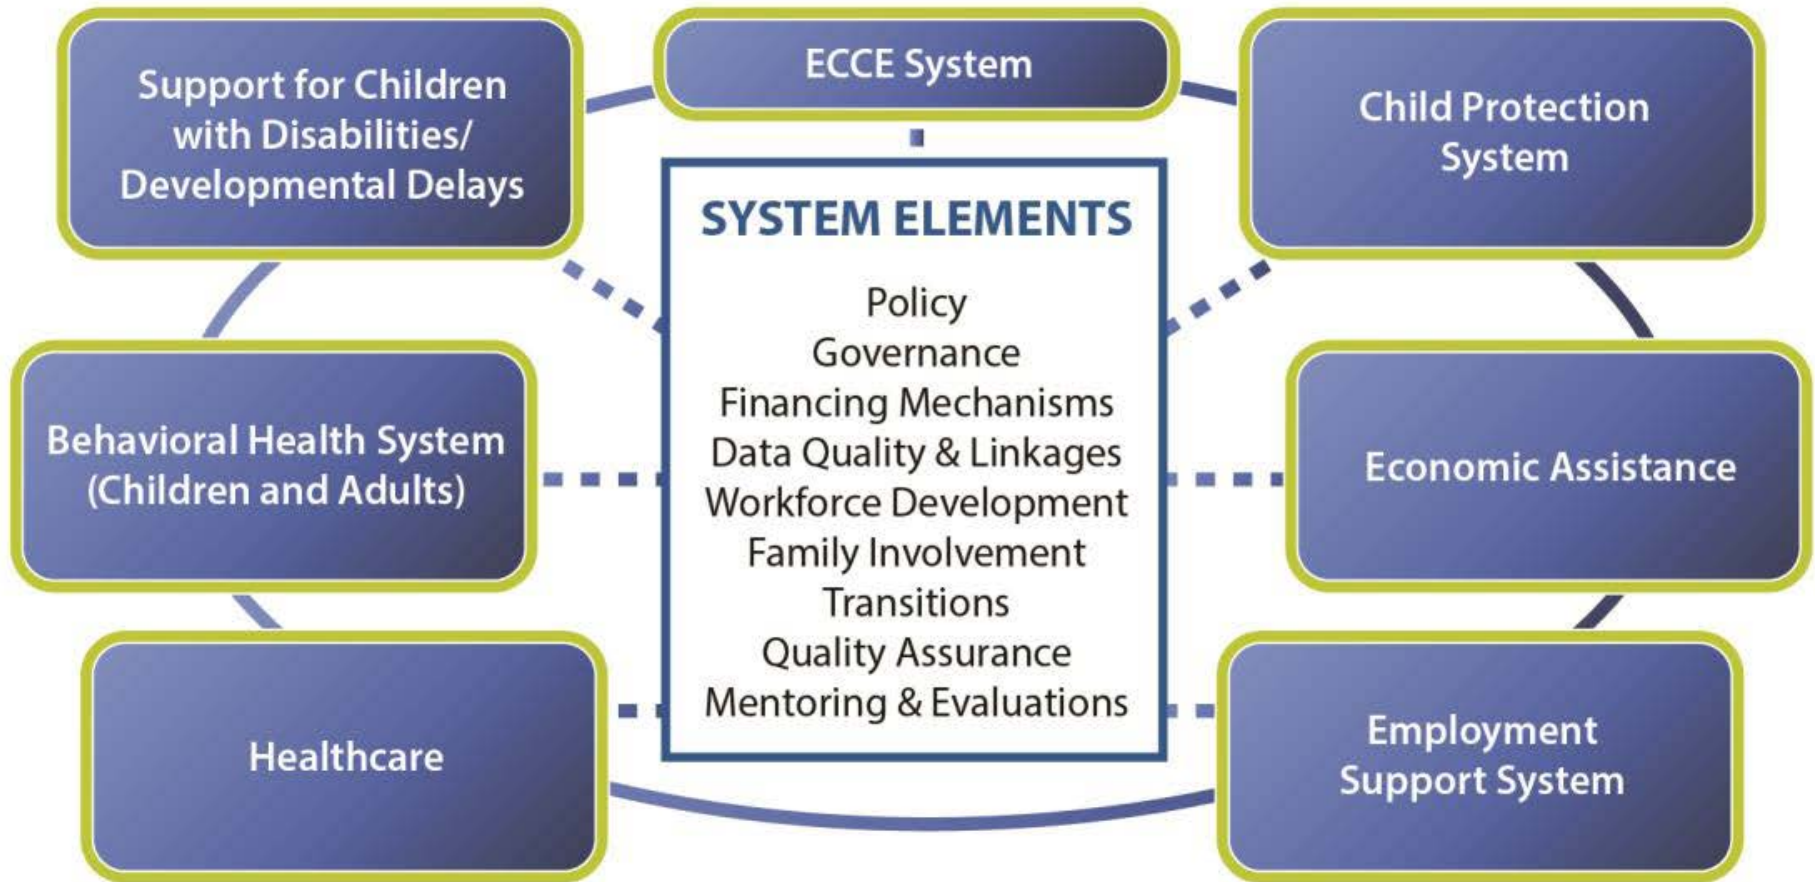 Support for Children
with Disabilities/
Developmental Delays
ECCE System
Child Protection
System
SYSTEM ELEMENTS
Policy
Governance
Financing Mechanisms
Data Quality & Linkages
Workforce Development
Family Involvement
Transitions
Quality Assurance
Mentoring & Evaluations
Behavioral Health System
(Children and Adults)
Economic Assistance
Healthcare
Employment
Support System